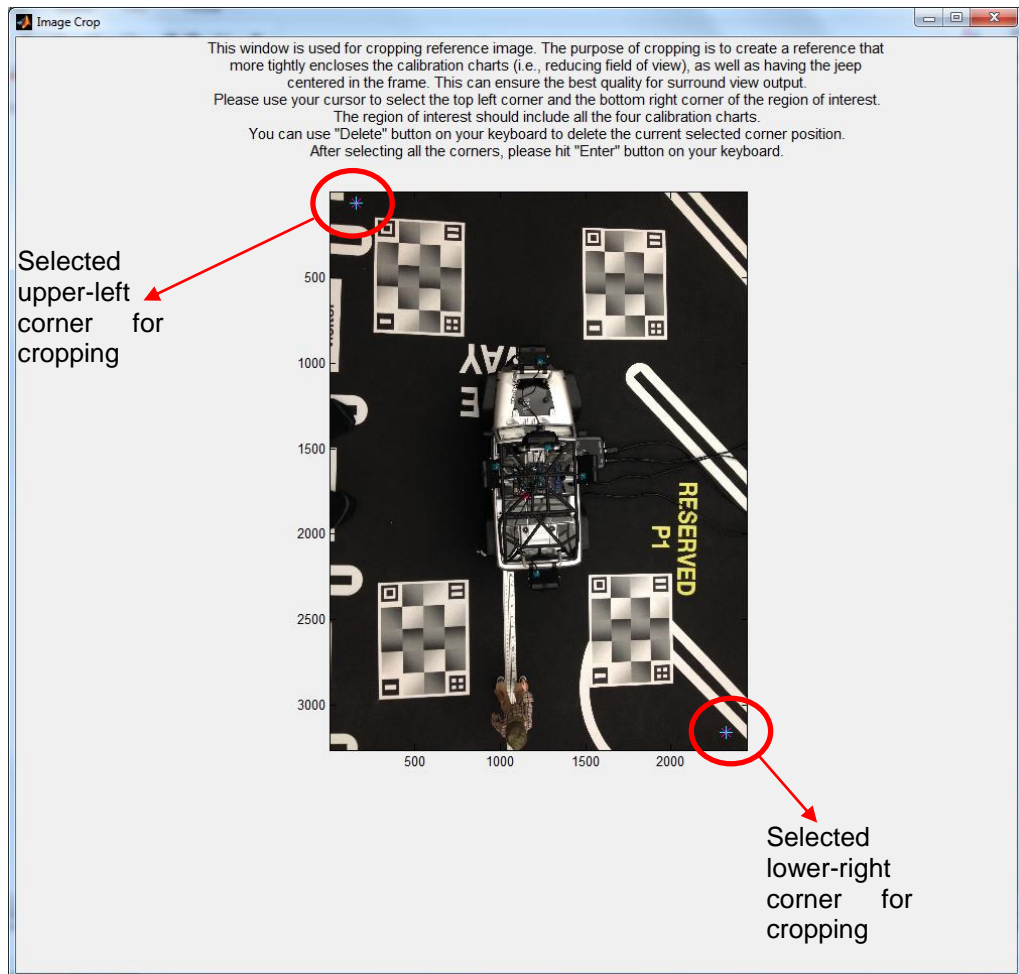 Image Crop
This window is used for cropping reference image. The purpose of cropping is to create a reference that
more tightly encloses the calibration charts (i.e., reducing field of view), as well as having the jeep
centered in the frame. This can ensure the best quality for surround view output.
Please use your cursor to select the top left corner and the bottom right corner of the region of interest.
The region of interest should include all the four calibration charts.
You can use "Delete" button on your keyboard to delete the current selected corner position.
After selecting all the corners, please hit "Enter" button on your keyboard.
Selected
upper-left
corner for
cropping
500
1000
1500
2000
2500
3000
WAY
E
RESERVED
P1
500
1000
1500
2000
Selected
lower-right
corner for
cropping